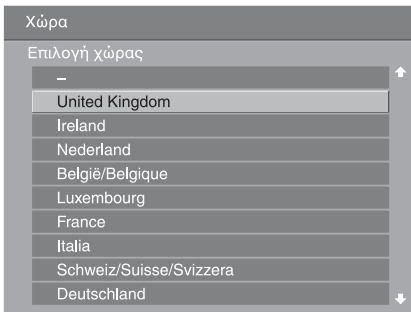 Χώρα
Επιλογή χώρας
–
United Kingdom
Ireland
Nederland
België/Belgique
Luxembourg
France
Italia
Schweiz/Suisse/Svizzera
Deutschland